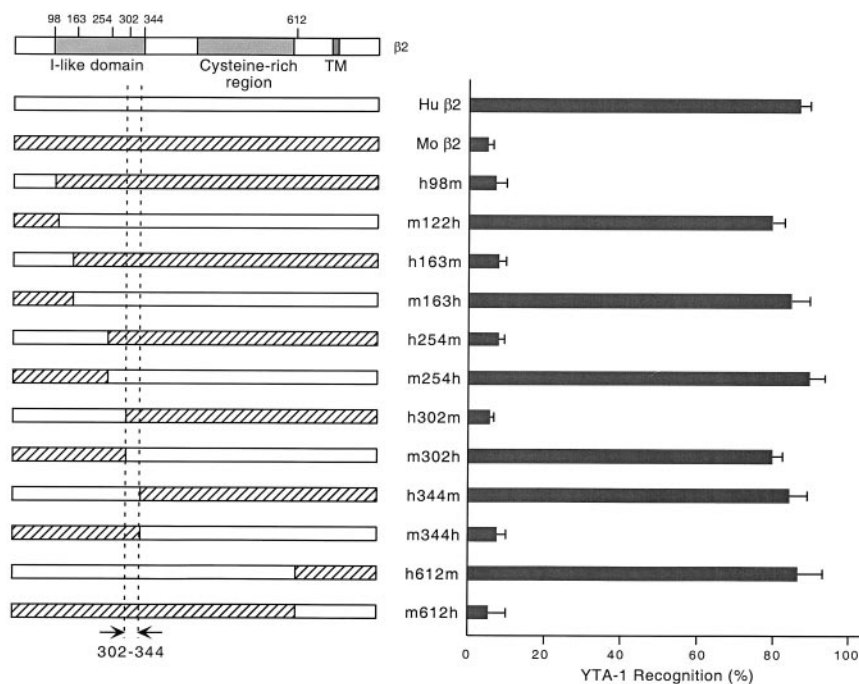 98 163 254 302 344 612
β2
I-like domain Cysteine-rich region TM
Hu β2
Mo β2
h98m
m122h
h163m
m163h
h254m
m254h
h302m
m302h
h344m
m344h
h612m
m612h
302-344
0 20 40 60 80 100
YTA-1 Recognition (%)